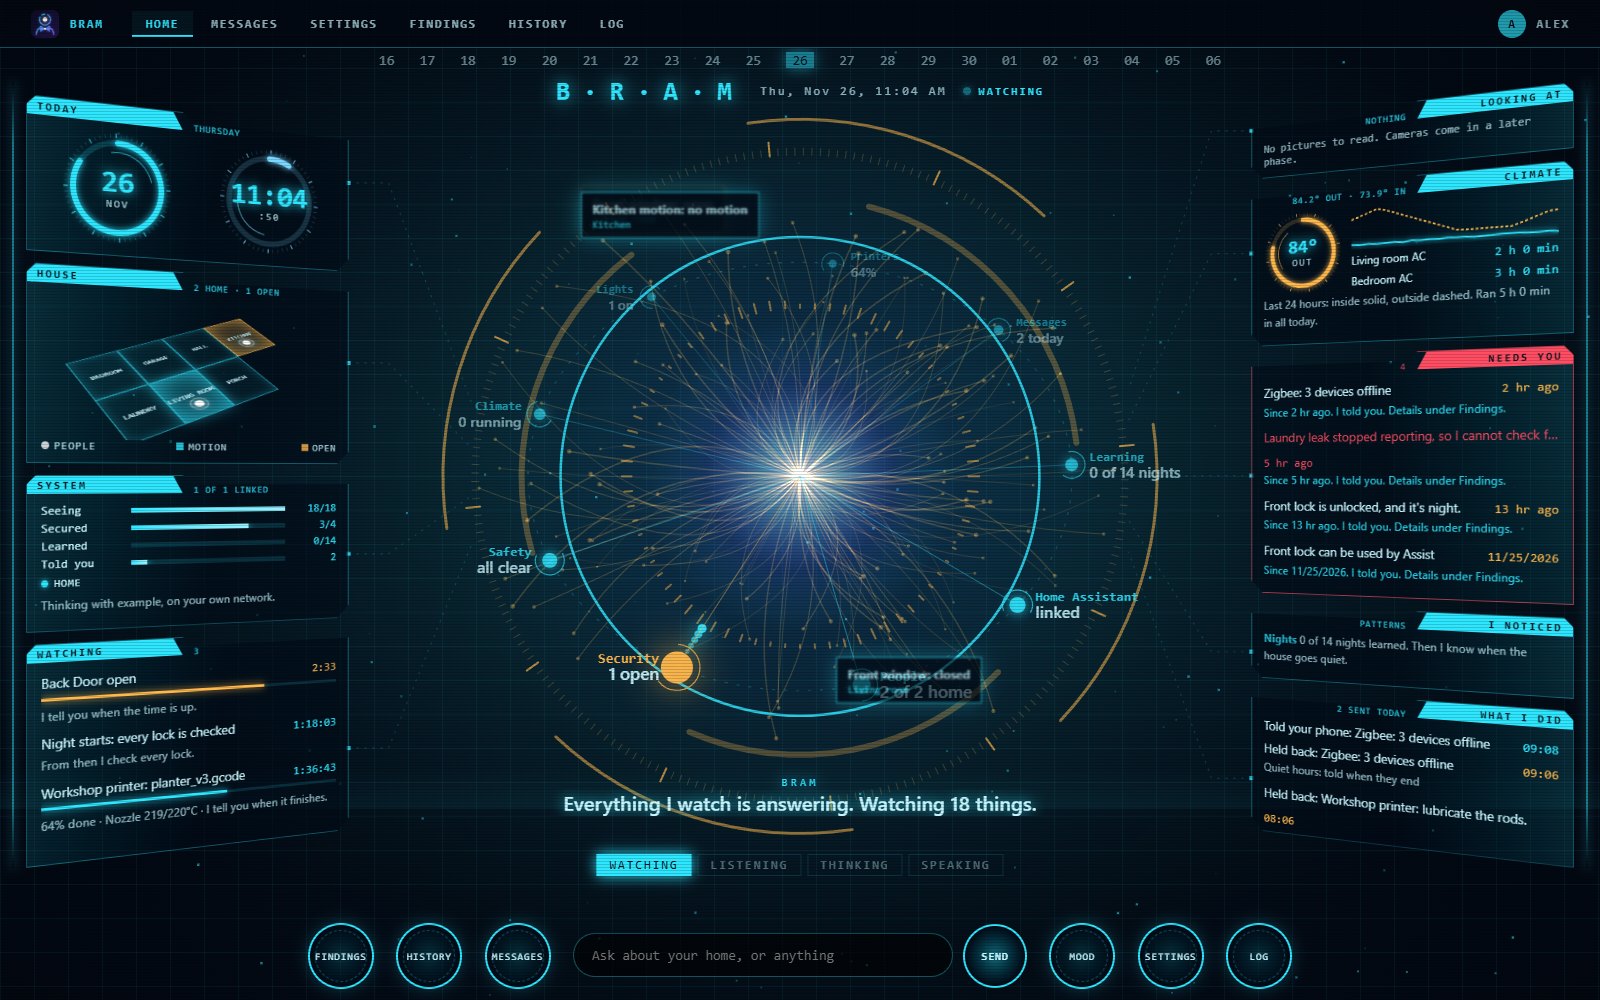 BRAM
HOME
MESSAGES
SETTINGS
FINDINGS
HISTORY
LOG
A
ALEX
16 17 18 19 20 21 22 23 24 25 26 27 28 29 30 01 02 03 04 05 06
B · R · A · M
Thu, Nov 26, 11:04 AM
WATCHING
TODAY
THURSDAY
26
NOV
11:04
:50
HOUSE
2 HOME · 1 OPEN
BEDROOM
GARAGE
HALL
KITCHEN
LAUNDRY
LIVING ROOM
PORCH
PEOPLE
MOTION
OPEN
SYSTEM
1 OF 1 LINKED
Seeing 18/18
Secured 3/4
Learned 0/14
Told you 2
HOME
Thinking with example, on your own network.
WATCHING
3
Back Door open 2:33
I tell you when the time is up.
Night starts: every lock is checked 1:18:03
From then I check every lock.
Workshop printer: planter_v3.gcode 1:36:43
64% done · Nozzle 219/220°C · I tell you when it finishes.
Kitchen motion: no motion
Kitchen
Printers
64%
Lights
1 on
Messages
2 today
Climate
0 running
Learning
0 of 14 nights
Safety
all clear
Home Assistant
linked
Security
1 open
Front window: closed
2 of 2 home
BRAM
Everything I watch is answering. Watching 18 things.
WATCHING
LISTENING
THINKING
SPEAKING
LOOKING AT
NOTHING
No pictures to read. Cameras come in a later
phase.
CLIMATE
84.2° OUT · 73.9° IN
84°
OUT
Living room AC 2 h 0 min
Bedroom AC 3 h 0 min
Last 24 hours: inside solid, outside dashed. Ran 5 h 0 min
in all today.
NEEDS YOU
4
Zigbee: 3 devices offline 2 hr ago
Since 2 hr ago. I told you. Details under Findings.
Laundry leak stopped reporting, so I cannot check f...
5 hr ago
Since 5 hr ago. I told you. Details under Findings.
Front lock is unlocked, and it's night. 13 hr ago
Since 13 hr ago. I told you. Details under Findings.
Front lock can be used by Assist 11/25/2026
Since 11/25/2026. I told you. Details under Findings.
PATTERNS
I NOTICED
Nights 0 of 14 nights learned. Then I know when the
house goes quiet.
2 SENT TODAY
WHAT I DID
Told your phone: Zigbee: 3 devices offline 09:08
Held back: Zigbee: 3 devices offline 09:06
Quiet hours: told when they end
Held back: Workshop printer: lubricate the rods.
08:06
FINDINGS
HISTORY
MESSAGES
Ask about your home, or anything
SEND
MOOD
SETTINGS
LOG